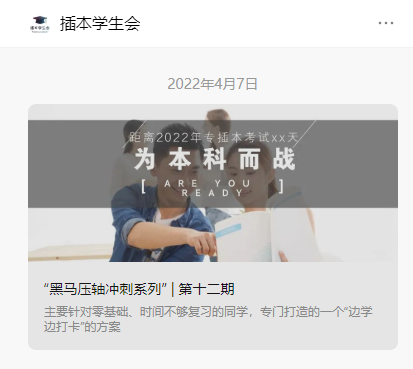 插本学生会
插本学生会
2022年4月7日
距离2022年专插本考试xx天
为本科而战
[ ARE YOU ]
READY
“黑马压轴冲刺系列” | 第十二期
主要针对零基础、时间不够复习的同学，专门打造的一个“边学
边打卡”的方案